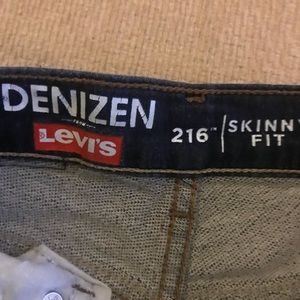 DENIZEN
Levi's
216™ | SKINNY
FIT